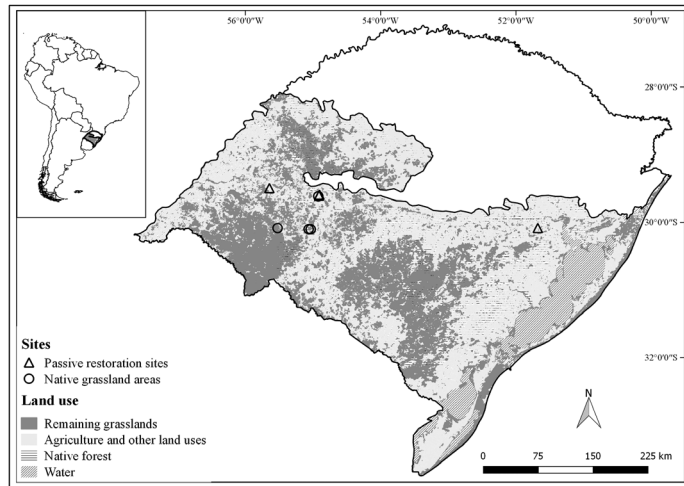 56°0'0"W 54°0'0"W 52°0'0"W 50°0'0"W
28°0'0"S
30°0'0"S
32°0'0"S
Sites
Passive restoration sites
Native grassland areas
Land use
Remaining grasslands
Agriculture and other land uses
Native forest
Water
N
0 75 150 225 km